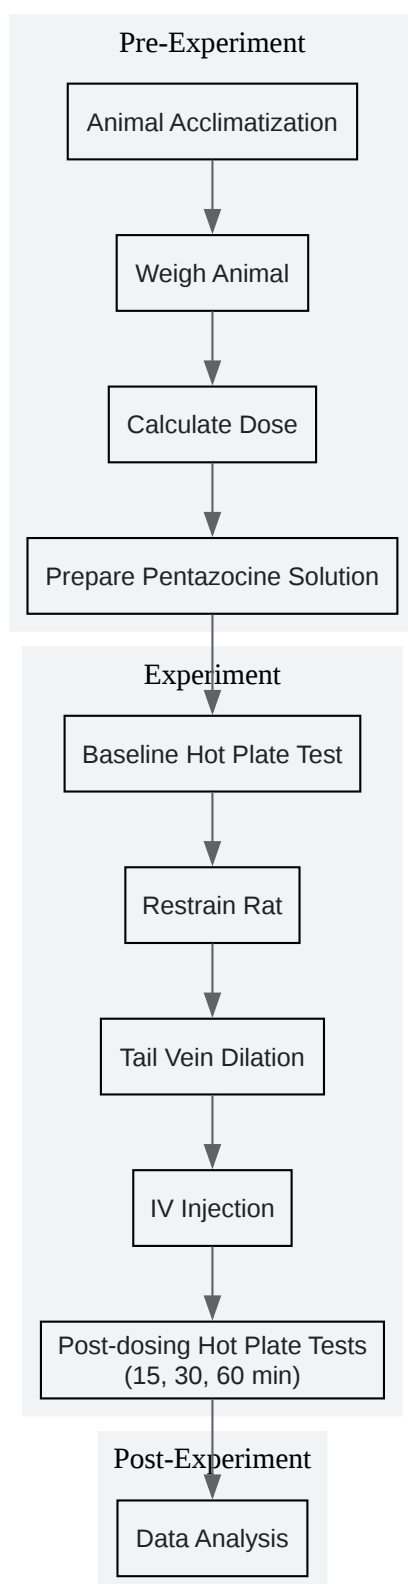 Pre-Experiment
Animal Acclimatization
Weigh Animal
Calculate Dose
Prepare Pentazocine Solution
Experiment
Baseline Hot Plate Test
Restrain Rat
Tail Vein Dilation
IV Injection
Post-dosing Hot Plate Tests
(15, 30, 60 min)
Post-Experiment
Data Analysis